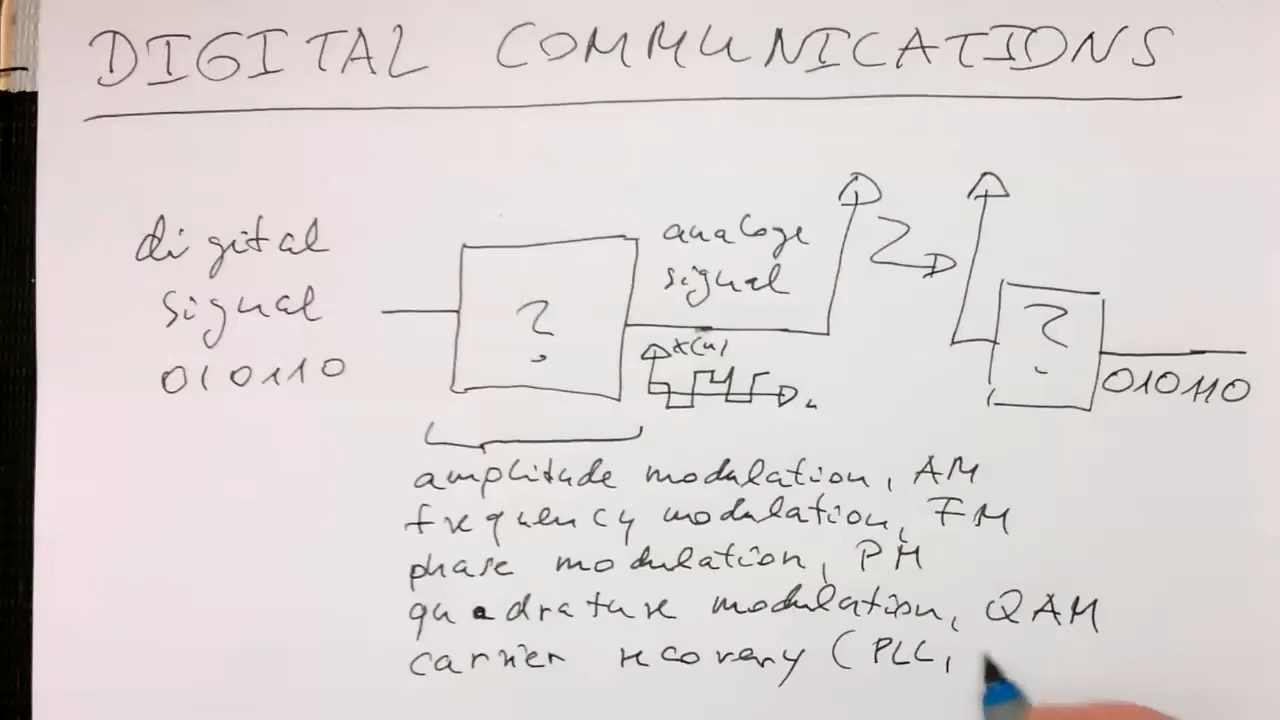 DIGITAL COMMUNICATIONS
digital
signal
010110
?
analoge
signal
x(n)
n
?
010110
amplitude modulation, AM
frequency modulation, FM
phase modulation, PM
quadrature modulation, QAM
carrier recovery (PLL,